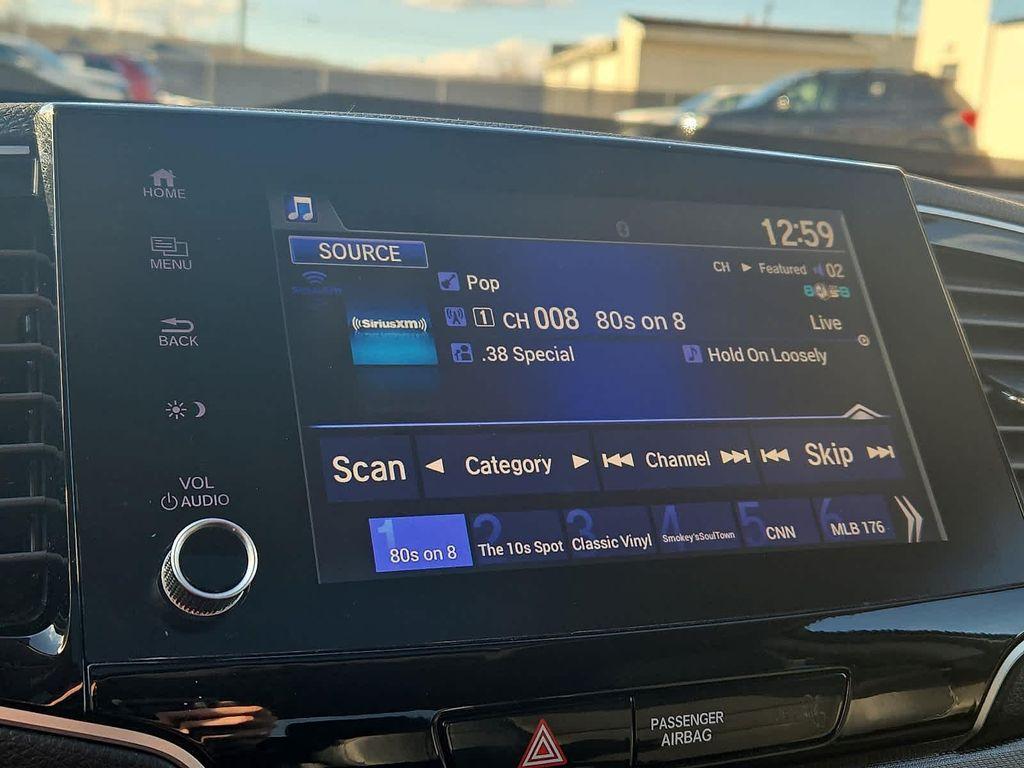 HOME
MENU
BACK
VOL
AUDIO
12:59
SOURCE
CH ▶ Featured 02
SiriusXM
Pop
((SiriusXM))
1 CH 008 80s on 8
Live
.38 Special
Hold On Loosely
Scan
Category
Channel
Skip
1 80s on 8
2 The 10s Spot
3 Classic Vinyl
4 Smokey'sSoulTown
5 CNN
6 MLB 176
PASSENGER
AIRBAG